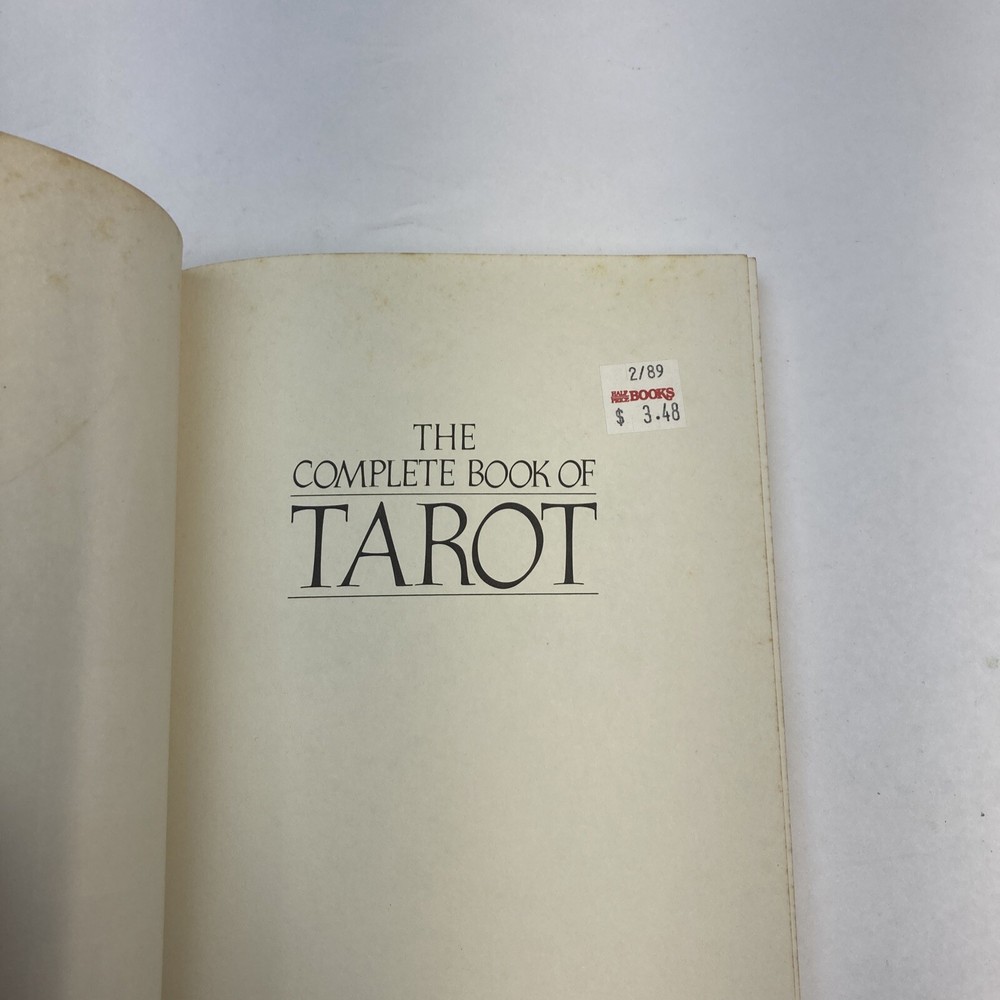 2/89
HALF PRICE BOOKS
$ 3.48
THE
COMPLETE BOOK OF
TAROT